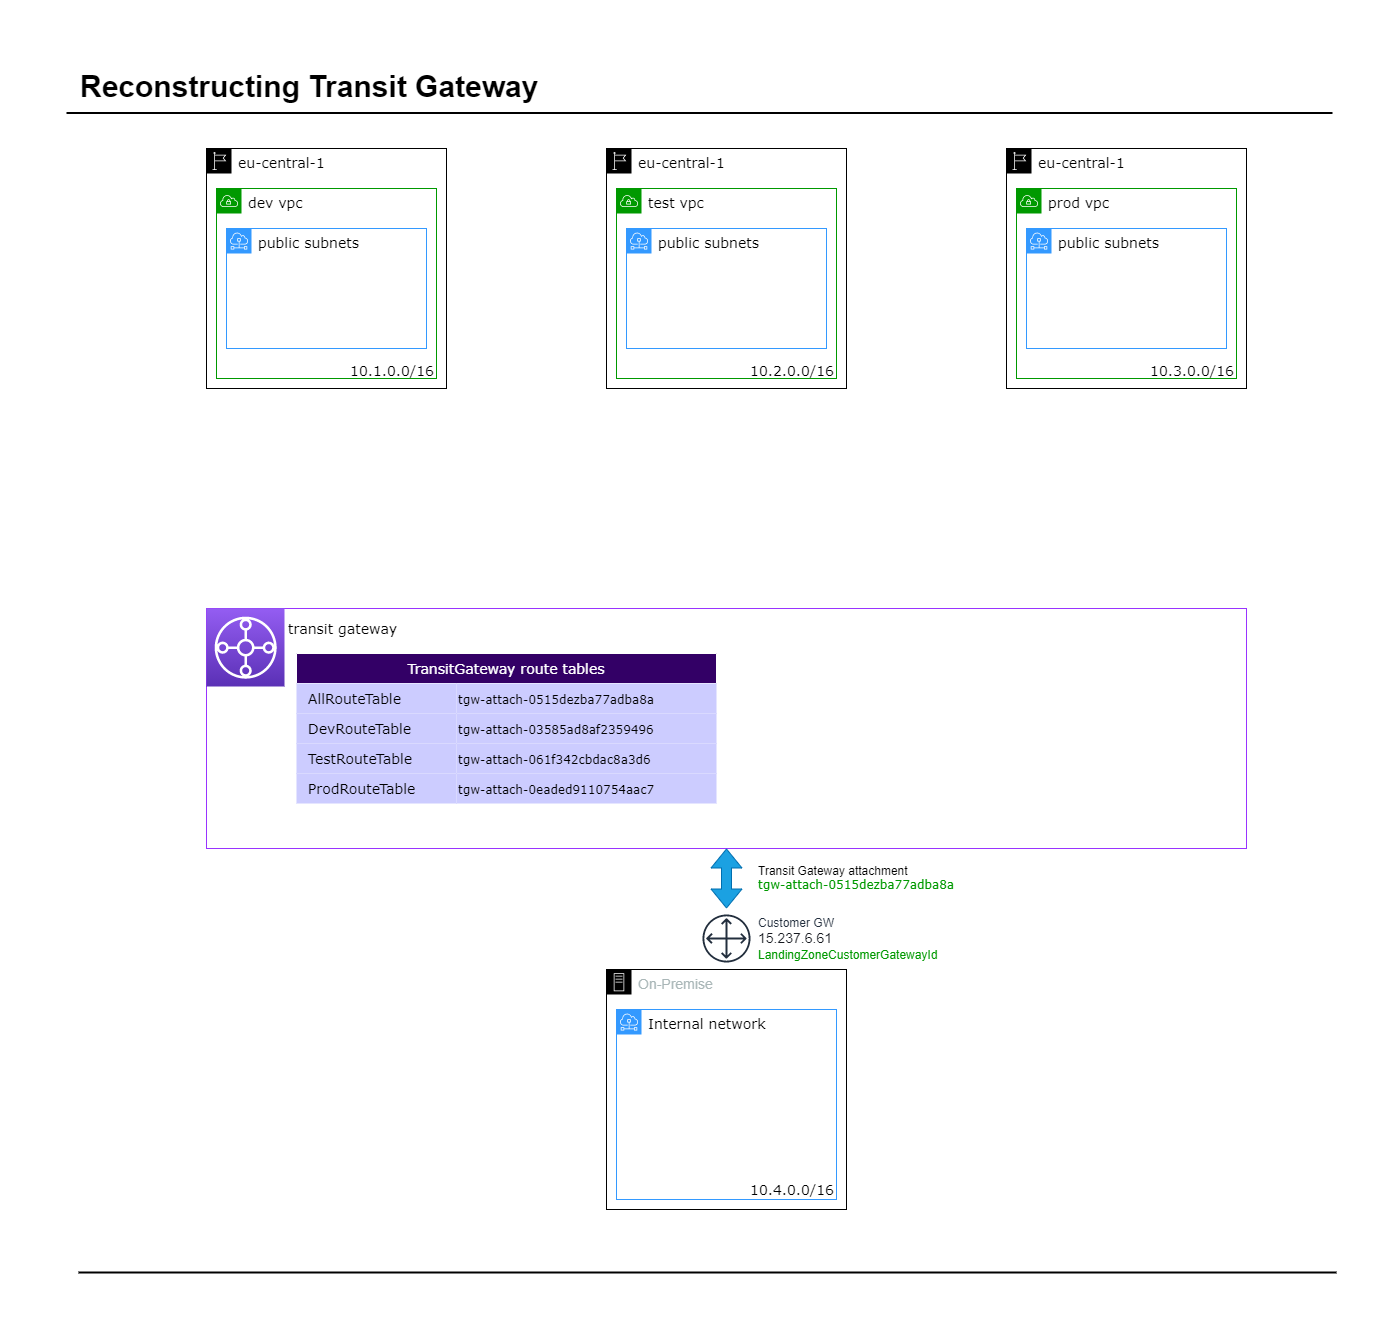 Reconstructing Transit Gateway
eu-central-1
dev vpc
public subnets
10.1.0.0/16
eu-central-1
test vpc
public subnets
10.2.0.0/16
eu-central-1
prod vpc
public subnets
10.3.0.0/16
transit gateway
TransitGateway route tables
AllRouteTable tgw-attach-0515dezba77adba8a
DevRouteTable tgw-attach-03585ad8af2359496
TestRouteTable tgw-attach-061f342cbdac8a3d6
ProdRouteTable tgw-attach-0eaded9110754aac7
Transit Gateway attachment
tgw-attach-0515dezba77adba8a
Customer GW
15.237.6.61
LandingZoneCustomerGatewayId
On-Premise
Internal network
10.4.0.0/16